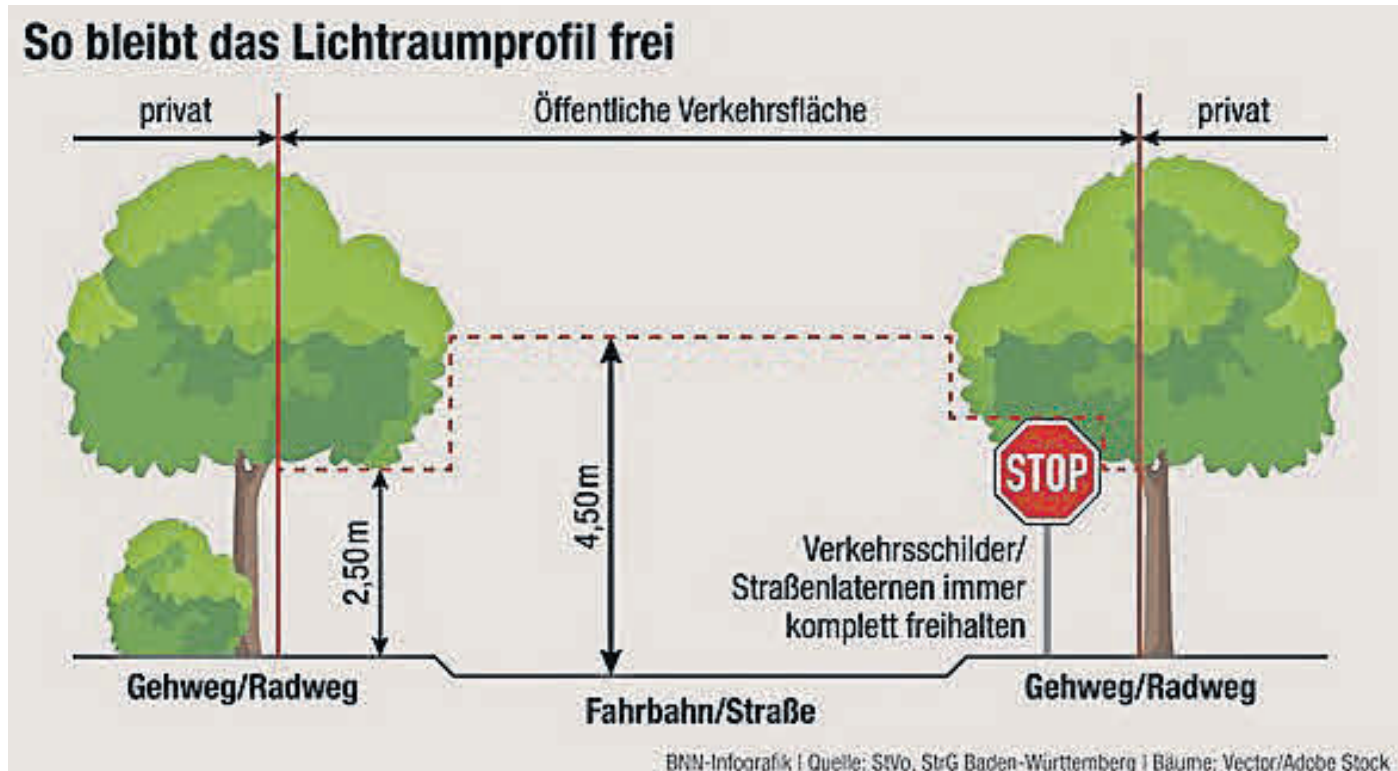 So bleibt das Lichtraumprofil frei
privat
Öffentliche Verkehrsfläche
privat
2,50m
4,50m
STOP
Verkehrsschilder/
Straßenlaternen immer
komplett freihalten
Gehweg/Radweg
Fahrbahn/Straße
Gehweg/Radweg
BNN-Infografik | Quelle: StVo, StrG Baden-Württemberg | Bäume: Vector/Adobe Stock